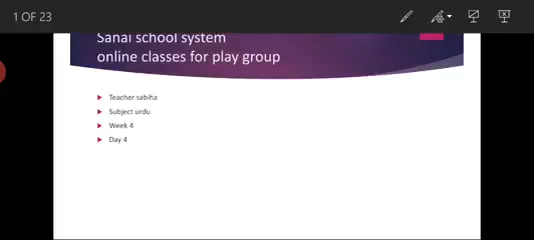 1 OF 23
Sanai school system
online classes for play group
Teacher sabiha
Subject urdu
Week 4
Day 4